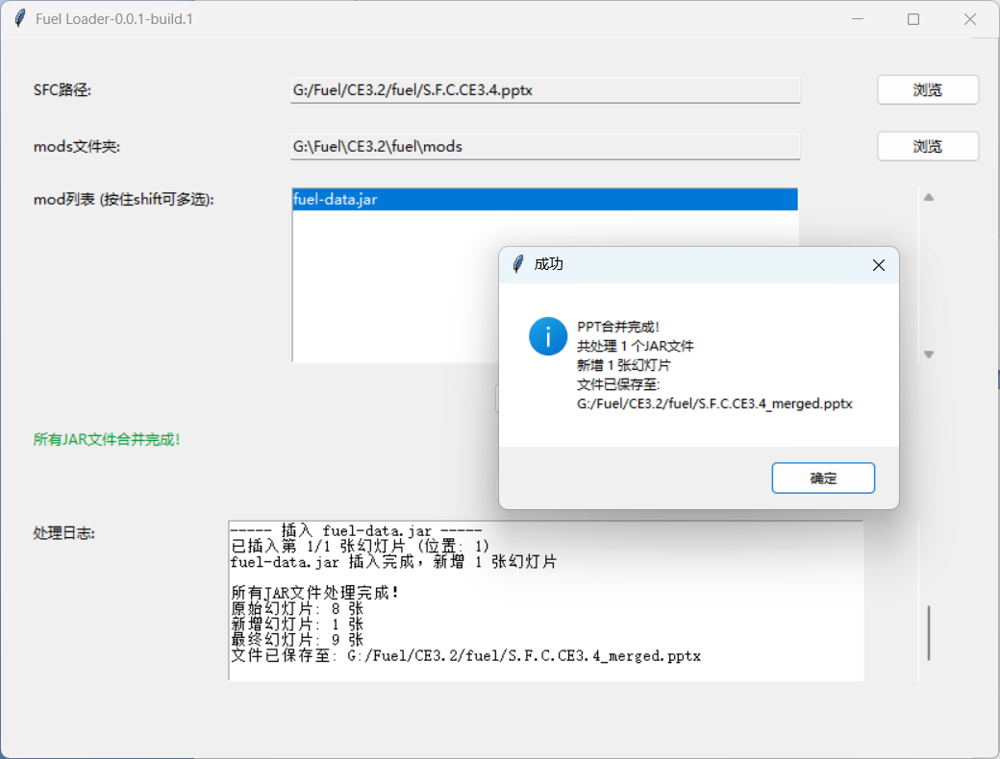 Fuel Loader-0.0.1-build.1
SFC路径:
G:/Fuel/CE3.2/fuel/S.F.C.CE3.4.pptx
浏览
mods文件夹:
G:\Fuel\CE3.2\fuel\mods
浏览
mod列表 (按住shift可多选):
fuel-data.jar
成功
PPT合并完成!
共处理 1 个JAR文件
新增 1 张幻灯片
文件已保存至:
G:/Fuel/CE3.2/fuel/S.F.C.CE3.4_merged.pptx
确定
所有JAR文件合并完成!
处理日志:
----- 插入 fuel-data.jar -----
已插入第 1/1 张幻灯片 (位置: 1)
fuel-data.jar 插入完成，新增 1 张幻灯片
所有JAR文件处理完成!
原始幻灯片: 8 张
新增幻灯片: 1 张
最终幻灯片: 9 张
文件已保存至: G:/Fuel/CE3.2/fuel/S.F.C.CE3.4_merged.pptx